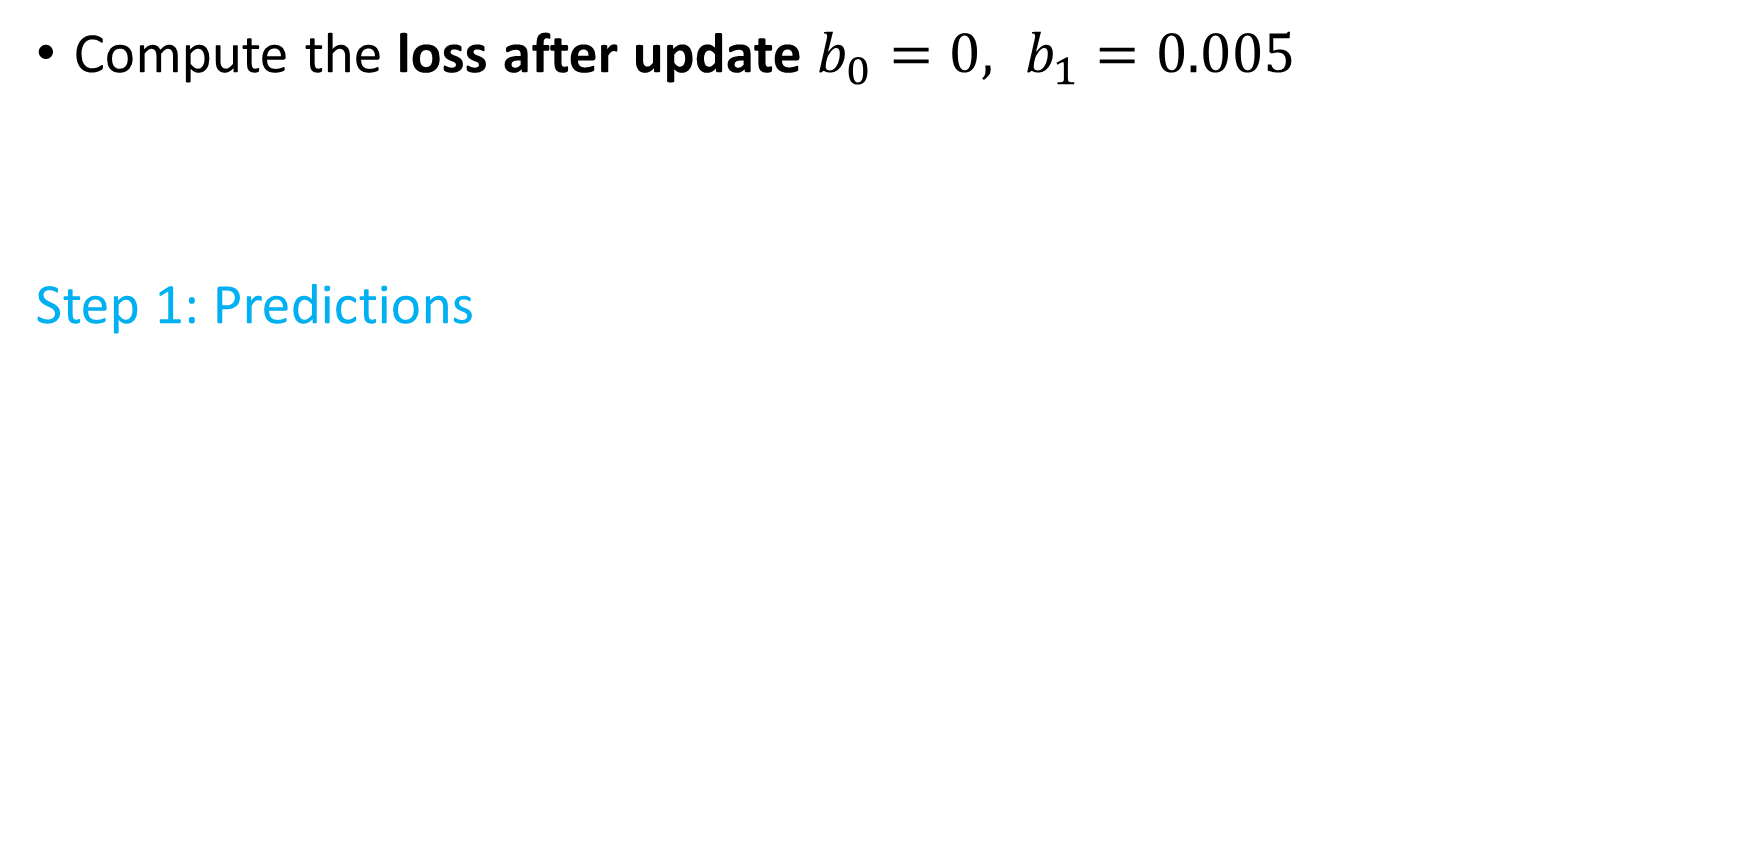 • Compute the loss after update b₀ = 0, b₁ = 0.005
Step 1: Predictions